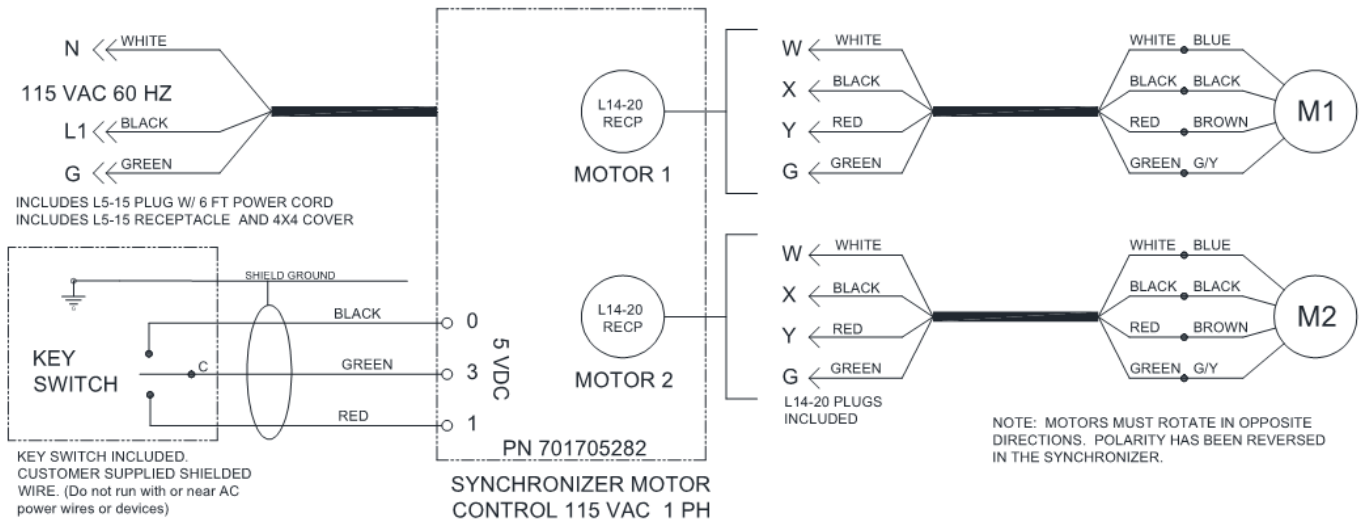 N
WHITE
115 VAC 60 HZ
L1
BLACK
G
GREEN
INCLUDES L5-15 PLUG W/ 6 FT POWER CORD
INCLUDES L5-15 RECEPTACLE AND 4X4 COVER
SHIELD GROUND
C
BLACK
KEY
SWITCH
C
GREEN
RED
KEY SWITCH INCLUDED.
CUSTOMER SUPPLIED SHIELDED
WIRE. (Do not run with or near AC
power wires or devices)
0
3
1
5 VDC
L14-20
RECP
MOTOR 1
L14-20
RECP
MOTOR 2
PN 701705282
SYNCHRONIZER MOTOR
CONTROL 115 VAC 1 PH
W WHITE
X BLACK
Y RED
G GREEN
WHITE BLUE
BLACK BLACK
RED BROWN
GREEN G/Y
M1
W WHITE
X BLACK
Y RED
G GREEN
L14-20 PLUGS
INCLUDED
WHITE BLUE
BLACK BLACK
RED BROWN
GREEN G/Y
M2
NOTE: MOTORS MUST ROTATE IN OPPOSITE
DIRECTIONS. POLARITY HAS BEEN REVERSED
IN THE SYNCHRONIZER.